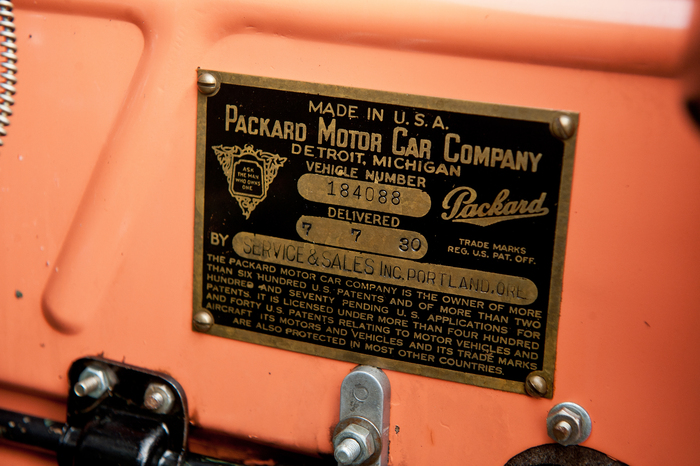 MADE IN U.S.A.
PACKARD MOTOR CAR COMPANY
DETROIT, MICHIGAN
ASK
THE MAN
WHO OWNS
ONE
VEHICLE NUMBER
184088
Packard
DELIVERED
7 7 30
TRADE MARKS
REG. U.S. PAT. OFF.
BY SERVICE & SALES INC. PORTLAND, ORE
THE PACKARD MOTOR CAR COMPANY IS THE OWNER OF MORE
THAN SIX HUNDRED U.S. PATENTS AND OF MORE THAN TWO
HUNDRED AND SEVENTY PENDING U.S. APPLICATIONS FOR
PATENTS. IT IS LICENSED UNDER MORE THAN FOUR HUNDRED
AND FORTY U.S. PATENTS RELATING TO MOTOR VEHICLES AND
AIRCRAFT ITS MOTORS AND VEHICLES AND ITS TRADE MARKS
ARE ALSO PROTECTED IN MOST OTHER COUNTRIES.